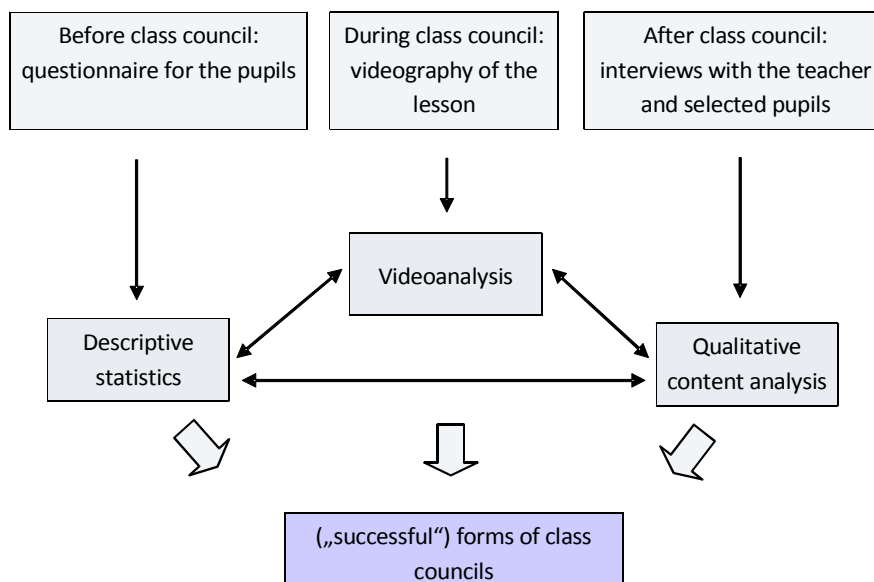 Before class council:
questionnaire for the pupils
During class council:
videography of the
lesson
After class council:
interviews with the teacher
and selected pupils
Videoanalysis
Descriptive
statistics
Qualitative
content analysis
(„successful“) forms of class
councils